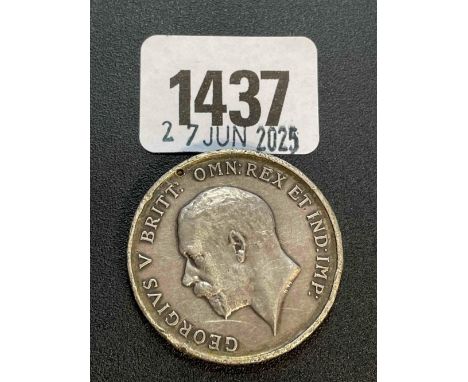 1437
27 JUN 2025
GEORGIVS V BRITT: OMN: REX ET IND: IMP: